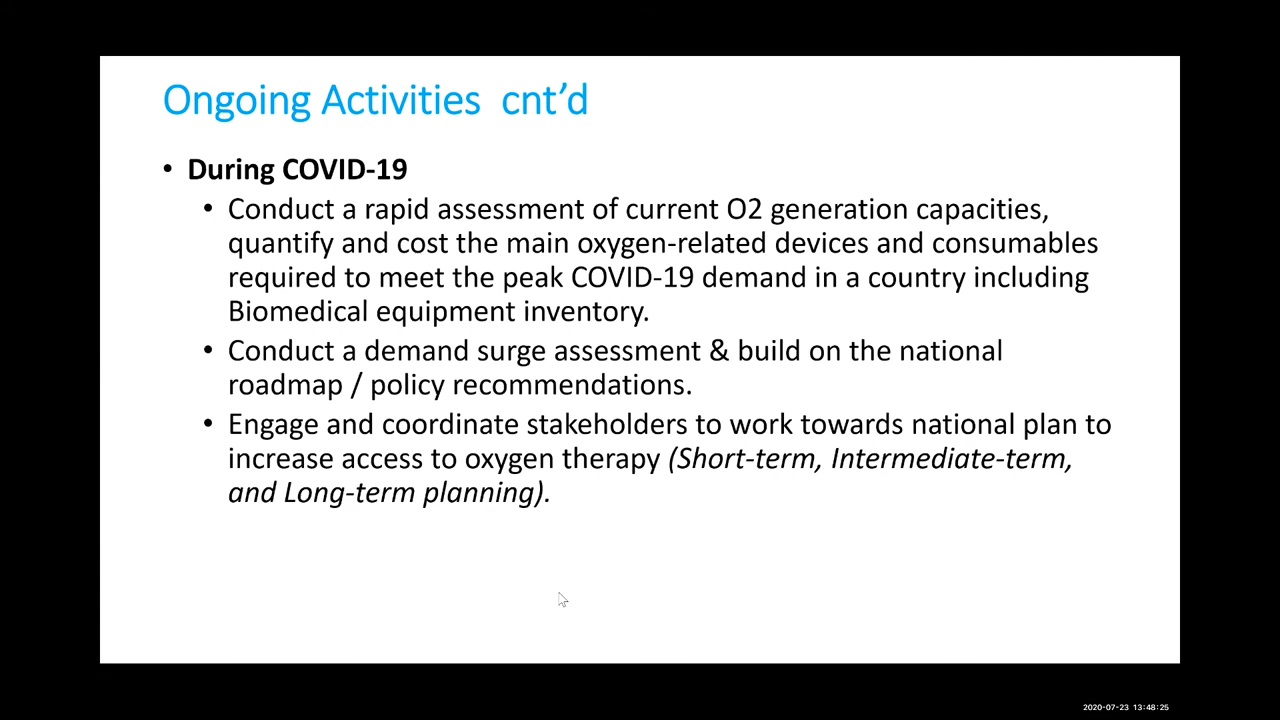 Ongoing Activities cnt’d
• During COVID-19
• Conduct a rapid assessment of current O2 generation capacities,
quantify and cost the main oxygen-related devices and consumables
required to meet the peak COVID-19 demand in a country including
Biomedical equipment inventory.
• Conduct a demand surge assessment & build on the national
roadmap / policy recommendations.
• Engage and coordinate stakeholders to work towards national plan to
increase access to oxygen therapy (Short-term, Intermediate-term,
and Long-term planning).
2020-07-23 13:48:25